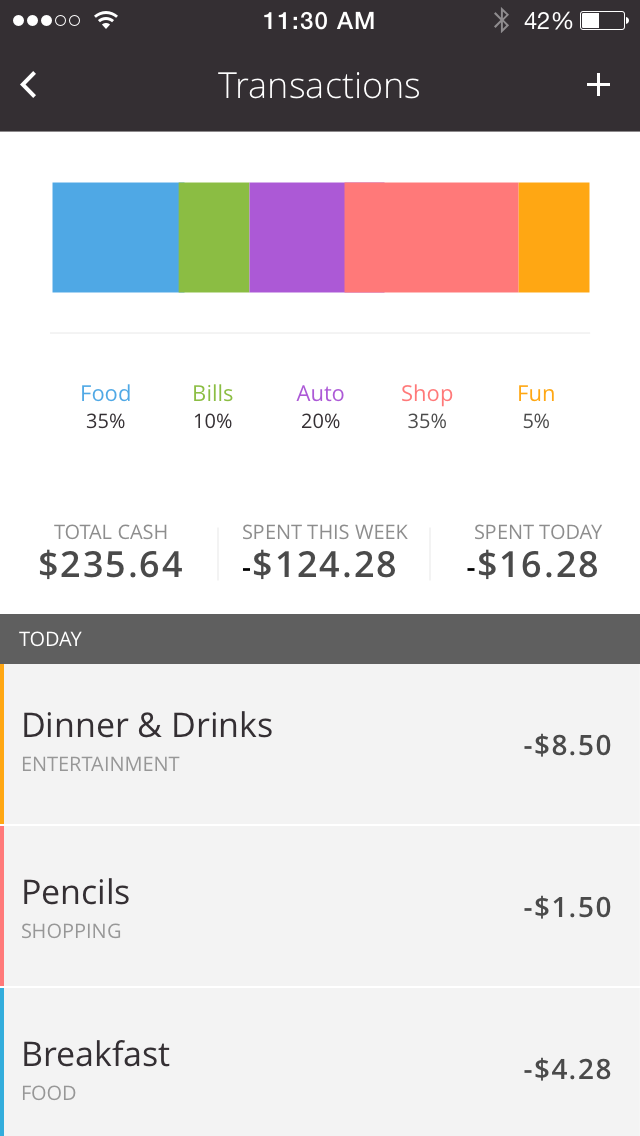 11:30 AM 42%
Transactions
Food Bills Auto Shop Fun
35% 10% 20% 35% 5%
TOTAL CASH SPENT THIS WEEK SPENT TODAY
$235.64 -$124.28 -$16.28
TODAY
Dinner & Drinks
ENTERTAINMENT
-$8.50
Pencils
SHOPPING
-$1.50
Breakfast
FOOD
-$4.28